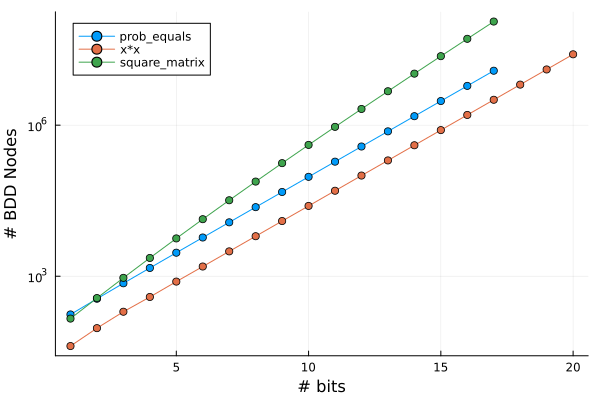 prob_equals
x*x
square_matrix
10^6
10^3
# BDD Nodes
5
10
15
20
# bits